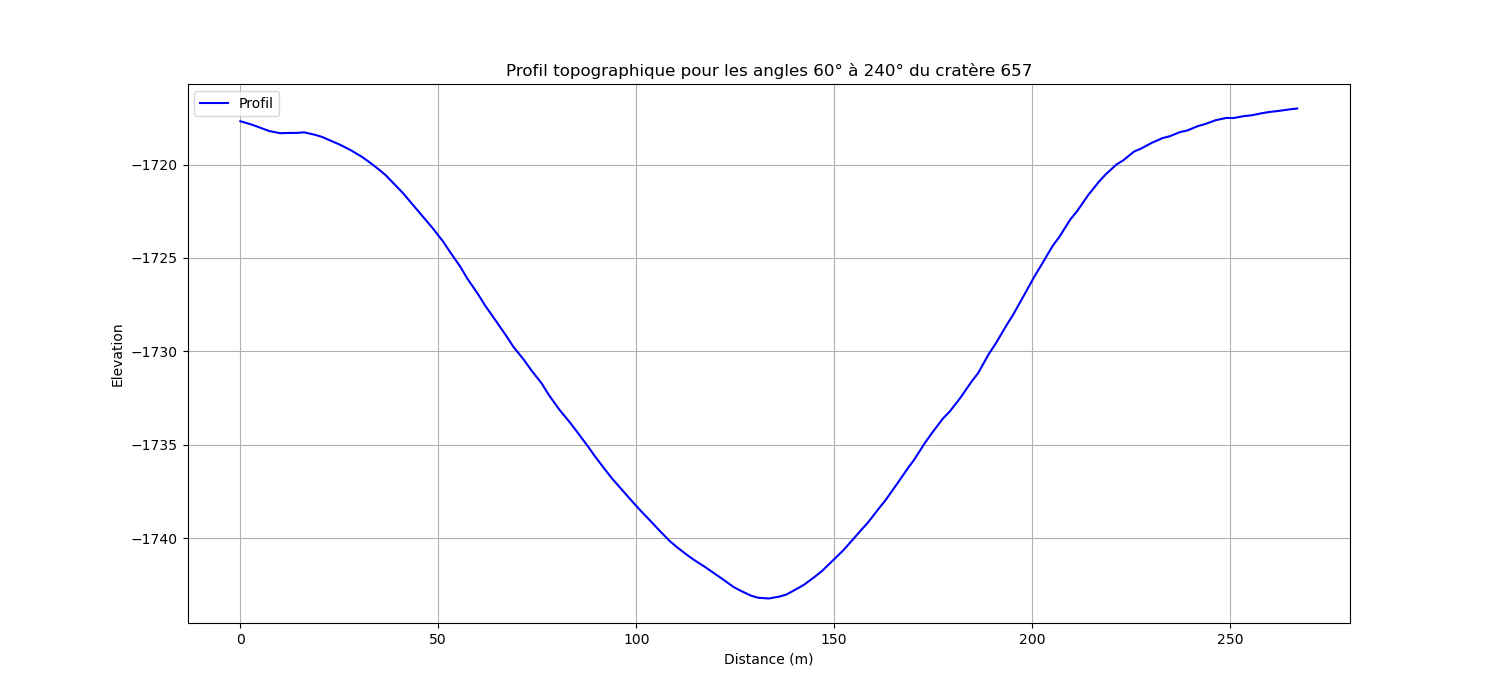 Profil topographique pour les angles 60° à 240° du cratère 657
Profil
−1720
−1725
−1730
−1735
−1740
Elevation
0 50 100 150 200 250
Distance (m)